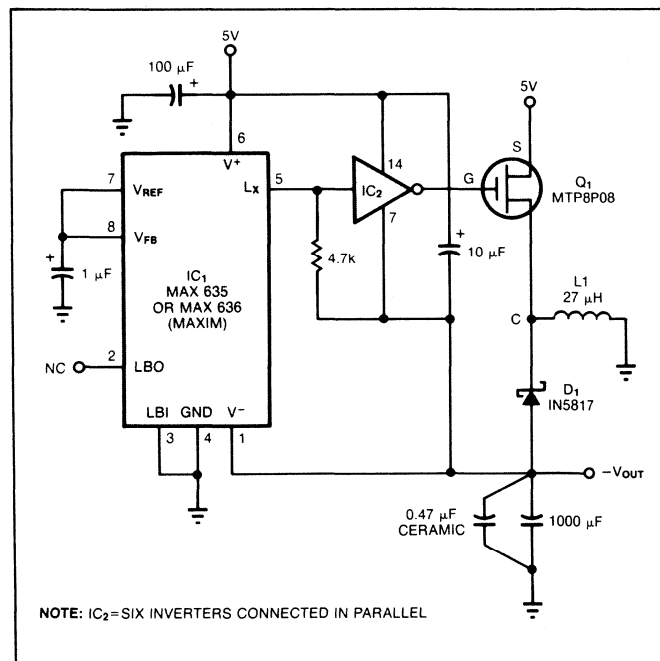 5V
100 µF
+
5V
6
V+
7
VREF
5
LX
14
IC2
7
G
S
Q1
MTP8P08
8
VFB
+
1 µF
4.7k
+
10 µF
IC1
MAX 635
OR MAX 636
(MAXIM)
L1
27 µH
C
NC
2
LBO
D1
IN5817
LBI
GND
V−
3
4
1
−VOUT
0.47 µF
CERAMIC
1000 µF
NOTE: IC2=SIX INVERTERS CONNECTED IN PARALLEL